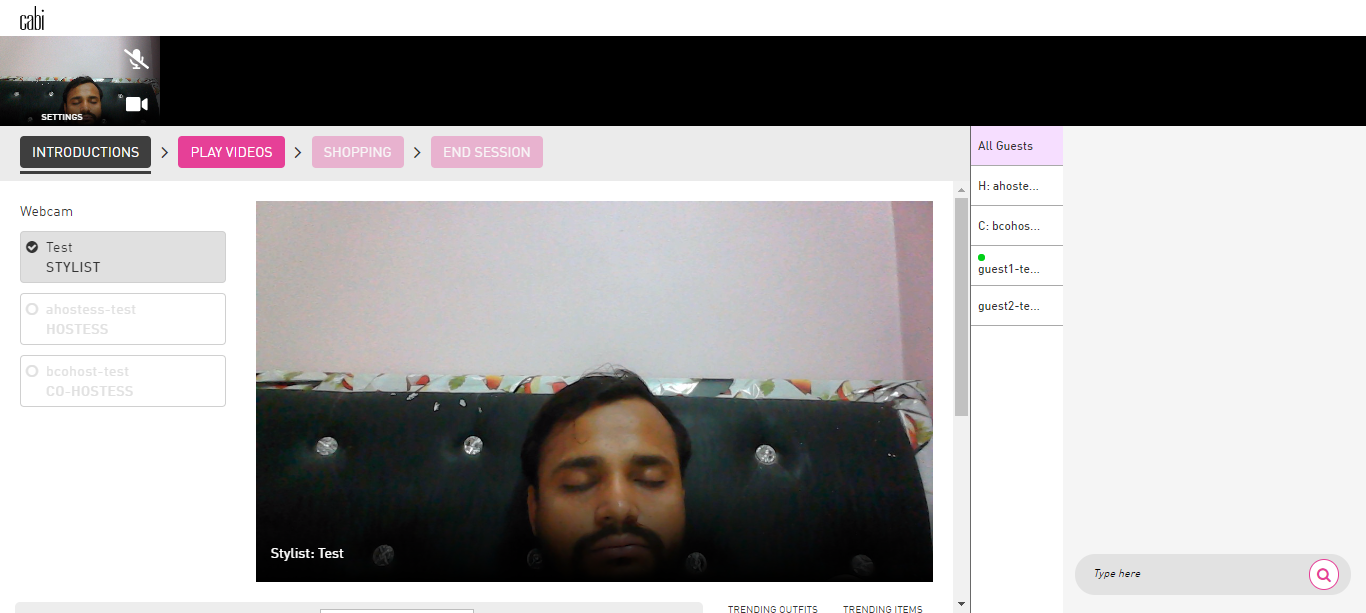 cabi
SETTINGS
INTRODUCTIONS
PLAY VIDEOS
SHOPPING
END SESSION
Webcam
Test
STYLIST
ahostess-test
HOSTESS
bcohost-test
CO-HOSTESS
Stylist: Test
TRENDING OUTFITS
TRENDING ITEMS
All Guests
H: ahoste...
C: bcohos...
guest1-te...
guest2-te...
Type here